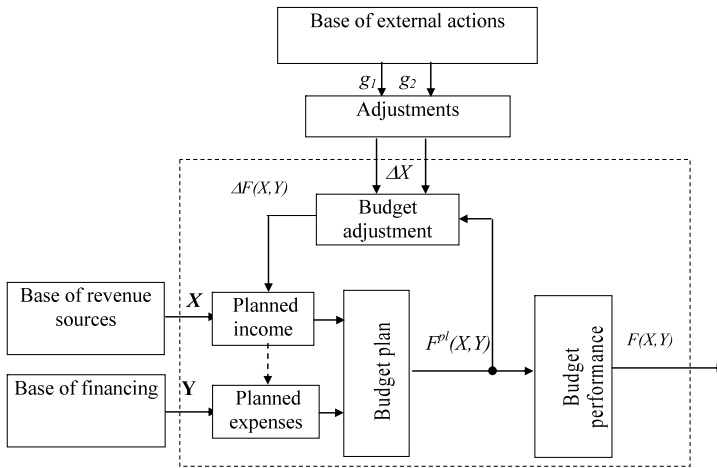 Base of external actions
g1 g2
Adjustments
ΔX
ΔF(X,Y)
Budget
adjustment
Base of revenue
sources
X
Planned
income
Budget plan
F^pl(X,Y)
Budget
performance
F(X,Y)
Base of financing
Y
Planned
expenses